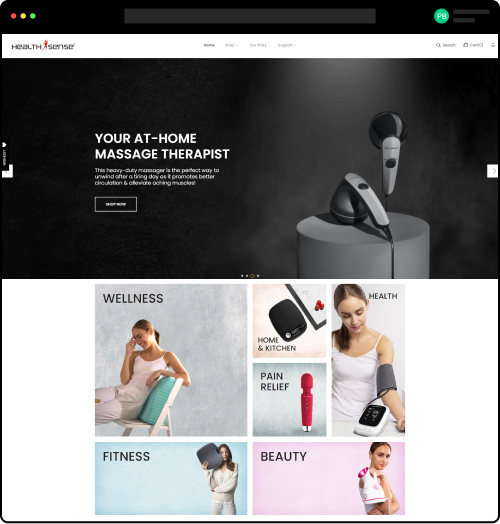 PB
HEALTH SENSE
Home
Shop
Our Story
Support
Search
Cart(0)
YOUR AT-HOME
MASSAGE THERAPIST
This heavy-duty massager is the perfect way to
unwind after a tiring day as it promotes better
circulation & alleviate aching muscles!
SHOP NOW
WELLNESS
HOME
& KITCHEN
HEALTH
PAIN
RELIEF
FITNESS
BEAUTY